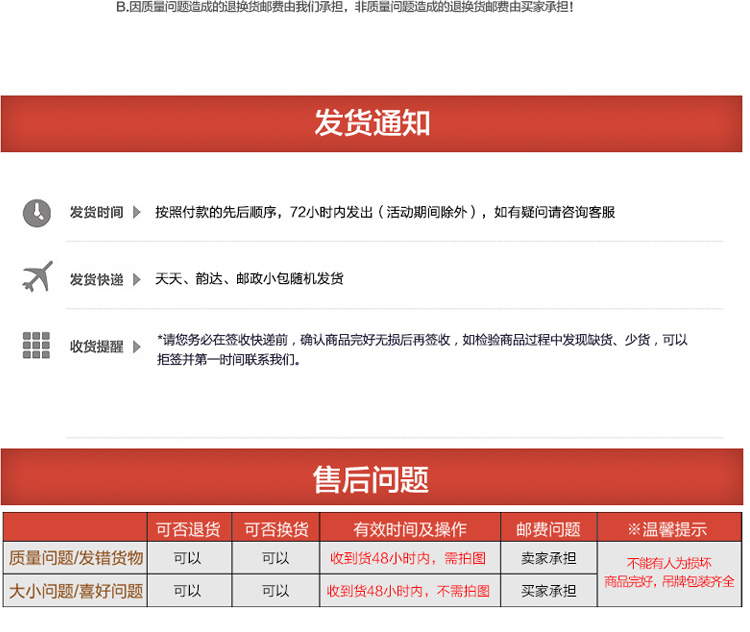 B.因质量问题造成的退换货邮费由我们承担，非质量问题造成的退换货邮费由买家承担！
发货通知
发货时间 按照付款的先后顺序，72小时内发出（活动期间除外），如有疑问请咨询客服
发货快递 天天、韵达、邮政小包随机发货
收货提醒 *请您务必在签收快递前，确认商品完好无损后再签收，如检验商品过程中发现缺货、少货，可以
拒签并第一时间联系我们。
售后问题
可否退货 可否换货 有效时间及操作 邮费问题 ※温馨提示
质量问题/发错货物 可以 可以 收到货48小时内，需拍图 卖家承担 不能有人为损坏
商品完好，吊牌包装齐全
大小问题/喜好问题 可以 可以 收到货48小时内，不需拍图 买家承担